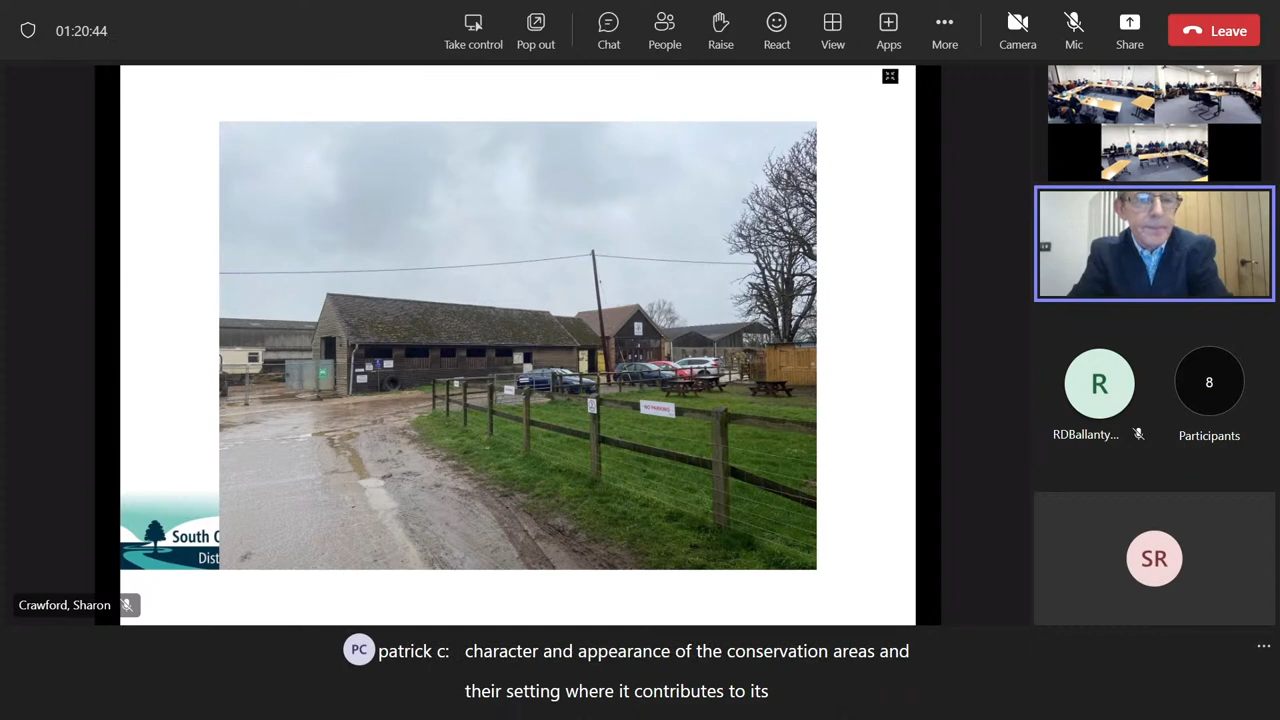 01:20:44
Take control
Pop out
Chat
People
Raise
React
View
Apps
More
Camera
Mic
Share
Leave
NO PARKING
South
Dist
R
RDBallanty...
8
Participants
SR
Crawford, Sharon
PC
patrick c: character and appearance of the conservation areas and
their setting where it contributes to its